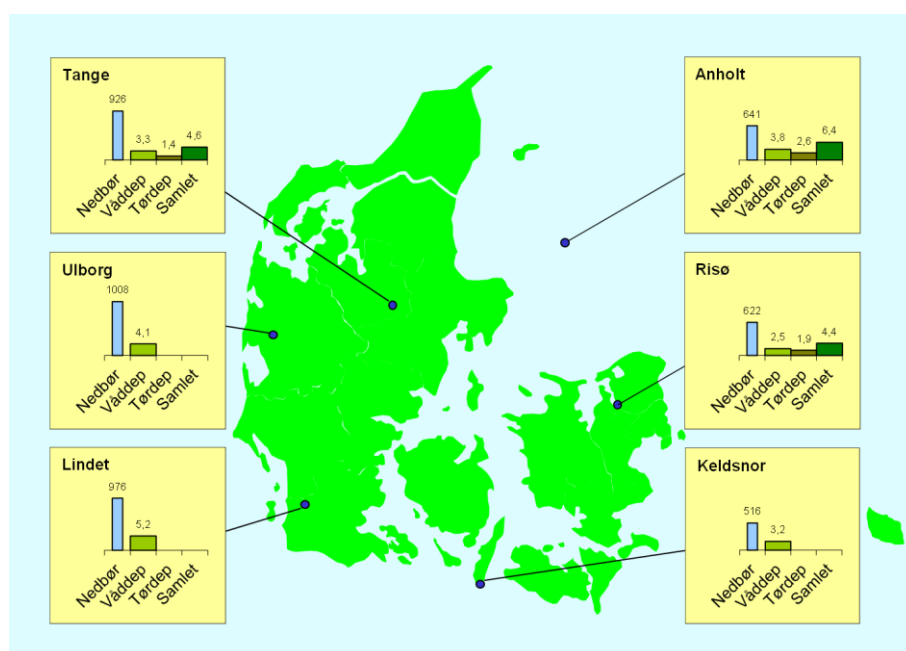 Tange
926
3,3
1,4
4,6
Nedbør
Våddep
Tørdep
Samlet
Anholt
641
3,8
2,6
6,4
Nedbør
Våddep
Tørdep
Samlet
Ulborg
1008
4,1
Nedbør
Våddep
Tørdep
Samlet
Risø
622
2,5
1,9
4,4
Nedbør
Våddep
Tørdep
Samlet
Lindet
976
5,2
Nedbør
Våddep
Tørdep
Samlet
Keldsnor
516
3,2
Nedbør
Våddep
Tørdep
Samlet